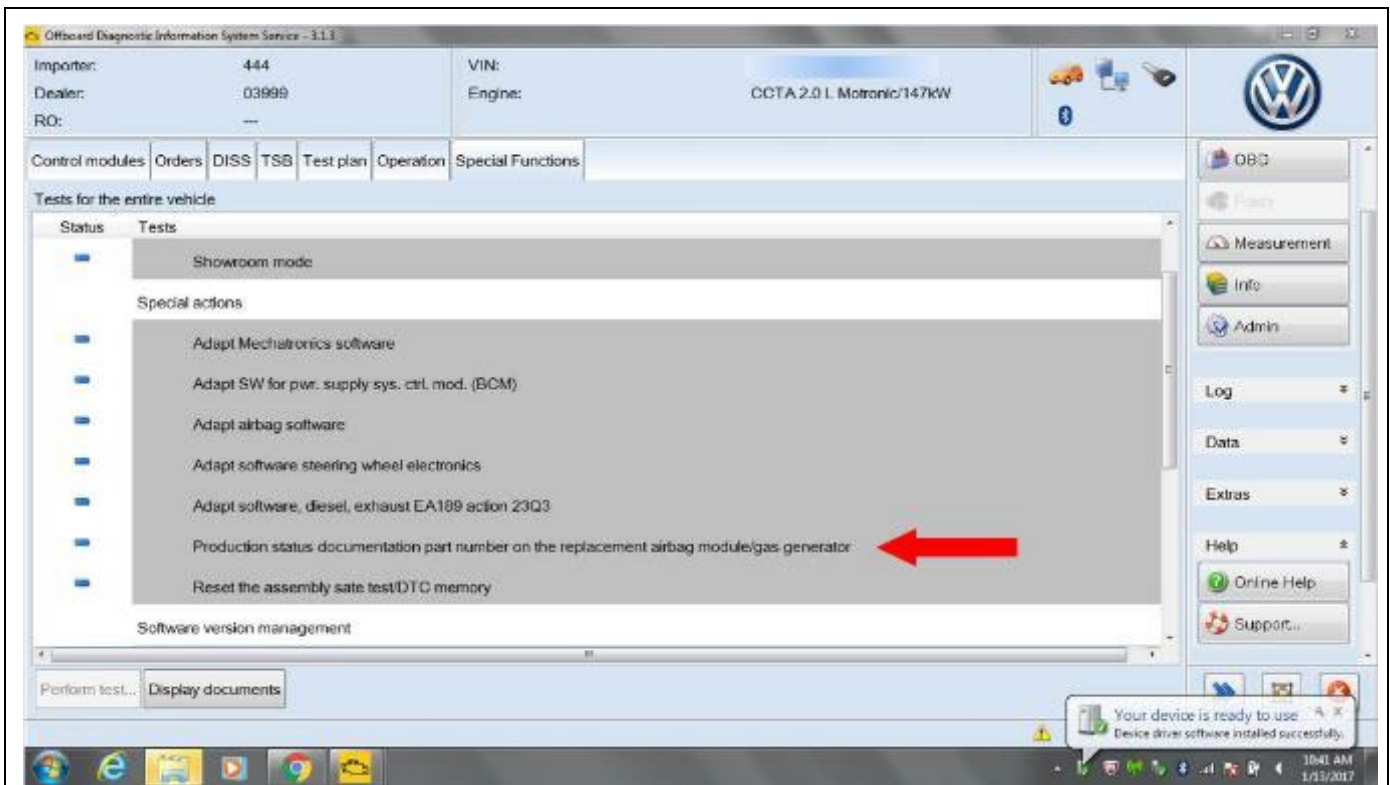 Offboard Diagnostic Information System Service - 3.1.3
Importer: 444 VIN:
Dealer: 03999 Engine: CCTA 2.0 L Motronic/147kW
RO: ---
Control modules Orders DISS TSB Test plan Operation Special Functions
Tests for the entire vehicle
Status Tests
Showroom mode
Special actions
Adapt Mechatronics software
Adapt SW for pwr. supply sys. ctrl. mod. (BCM)
Adapt airbag software
Adapt software steering wheel electronics
Adapt software, diesel, exhaust EA189 action 23Q3
Production status documentation part number on the replacement airbag module/gas generator
Reset the assembly sate test/DTC memory
Software version management
Perform test... Display documents
OBD
Measurement
Info
Admin
Log
Data
Extras
Help
Online Help
Support...
Your device is ready to use
Device driver software installed successfully.
10:41 AM
1/13/2017